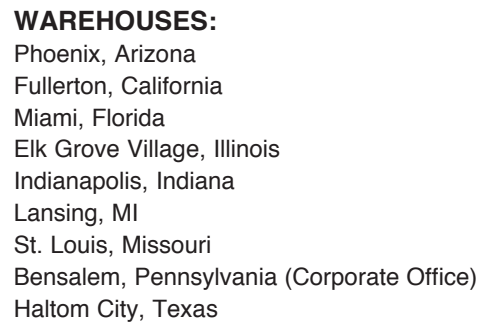 WAREHOUSES:
Phoenix, Arizona
Fullerton, California
Miami, Florida
Elk Grove Village, Illinois
Indianapolis, Indiana
Lansing, MI
St. Louis, Missouri
Bensalem, Pennsylvania (Corporate Office)
Haltom City, Texas